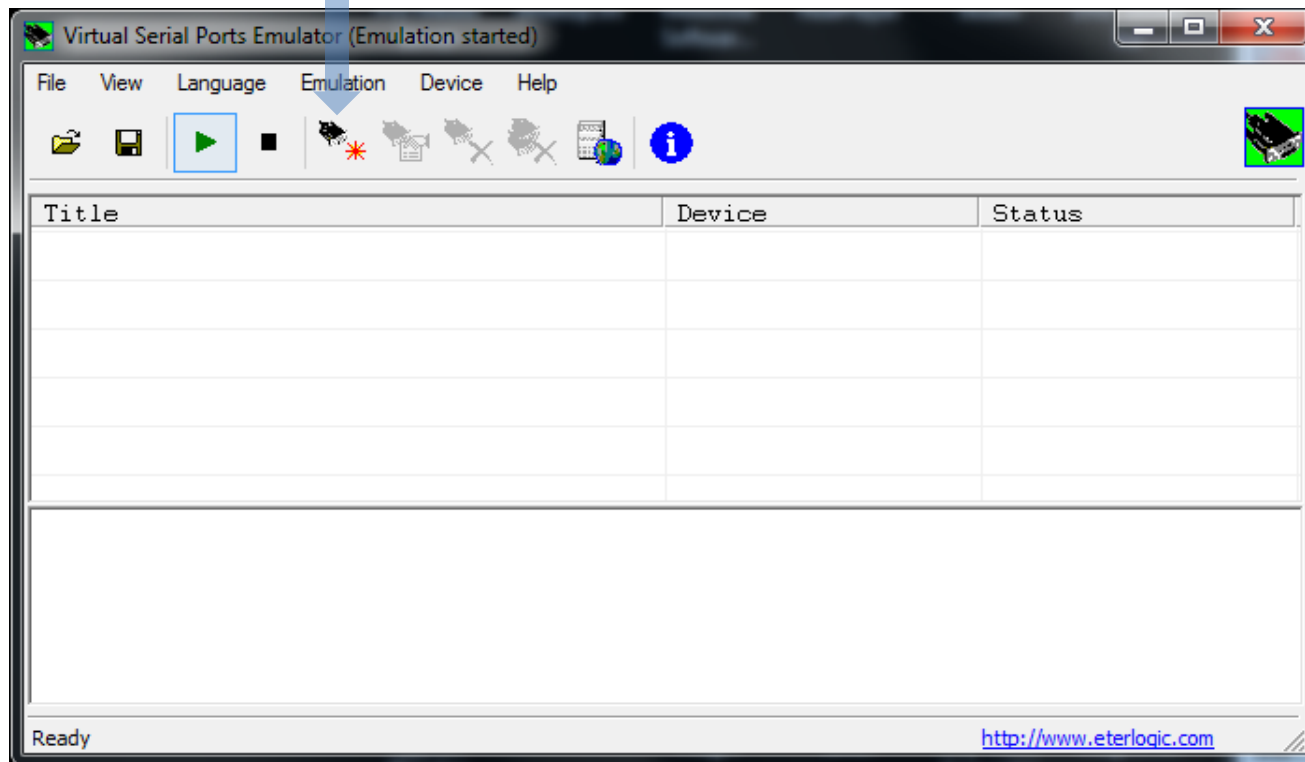 Virtual Serial Ports Emulator (Emulation started)
File View Language Emulation Device Help
Title Device Status
Ready http://www.eterlogic.com